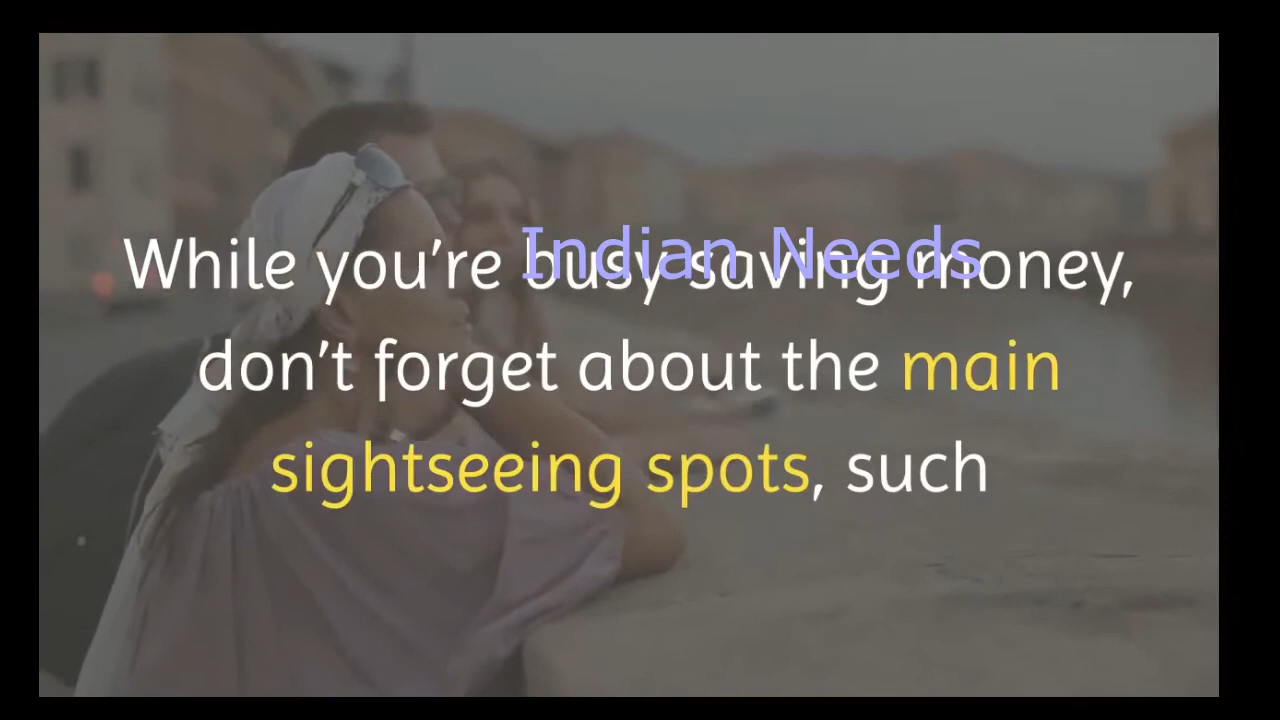 While you're busy saving money,
Indian Needs
don't forget about the main
sightseeing spots, such